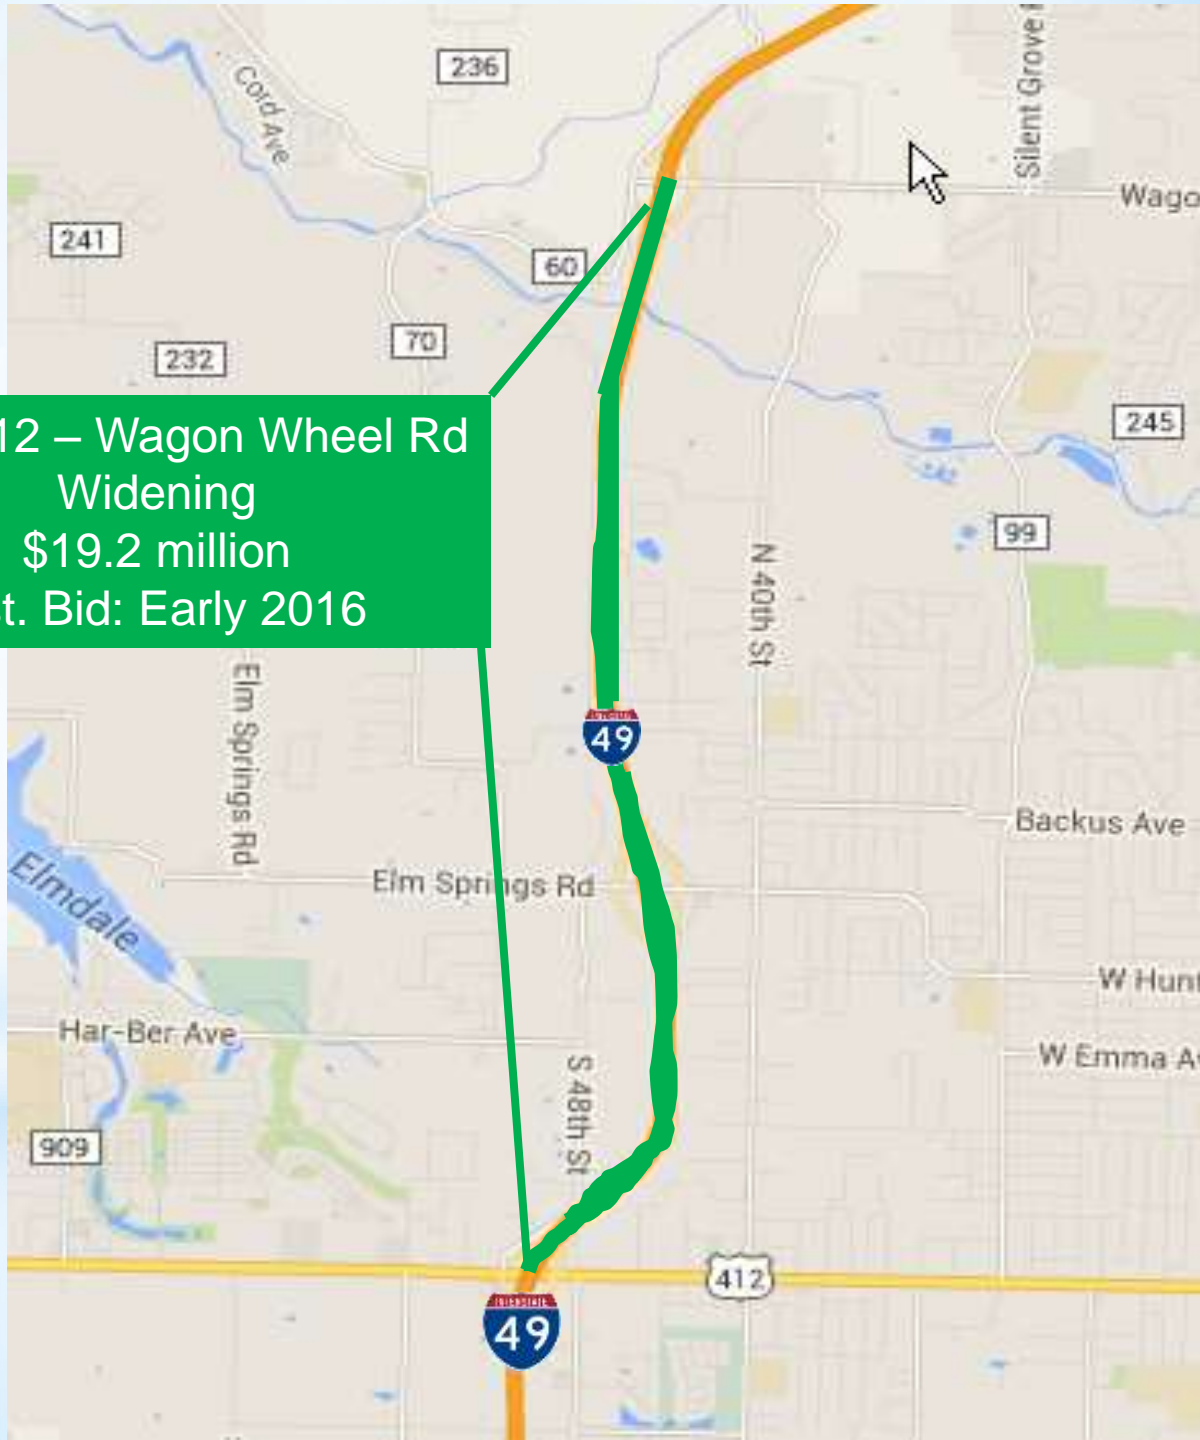 236
Cord Ave
Silent Grove
241
60
Wago
232
70
12 – Wagon Wheel Rd
Widening
$19.2 million
t. Bid: Early 2016
245
99
N 40th St
Elm Springs Rd
49
Backus Ave
Elm Springs Rd
Elmdale
W Hunt
Har-Ber Ave
W Emma A
S 48th St
909
412
INTERSTATE
49